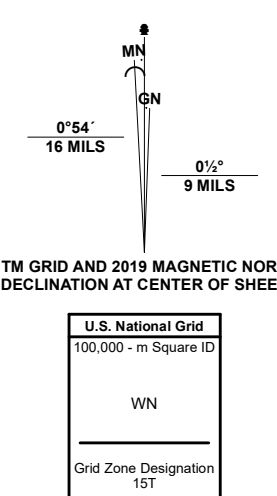 MN
GN
0°54´
16 MILS
0½°
9 MILS
TM GRID AND 2019 MAGNETIC NOR
DECLINATION AT CENTER OF SHEE
U.S. National Grid
100,000 - m Square ID
WN
Grid Zone Designation
15T